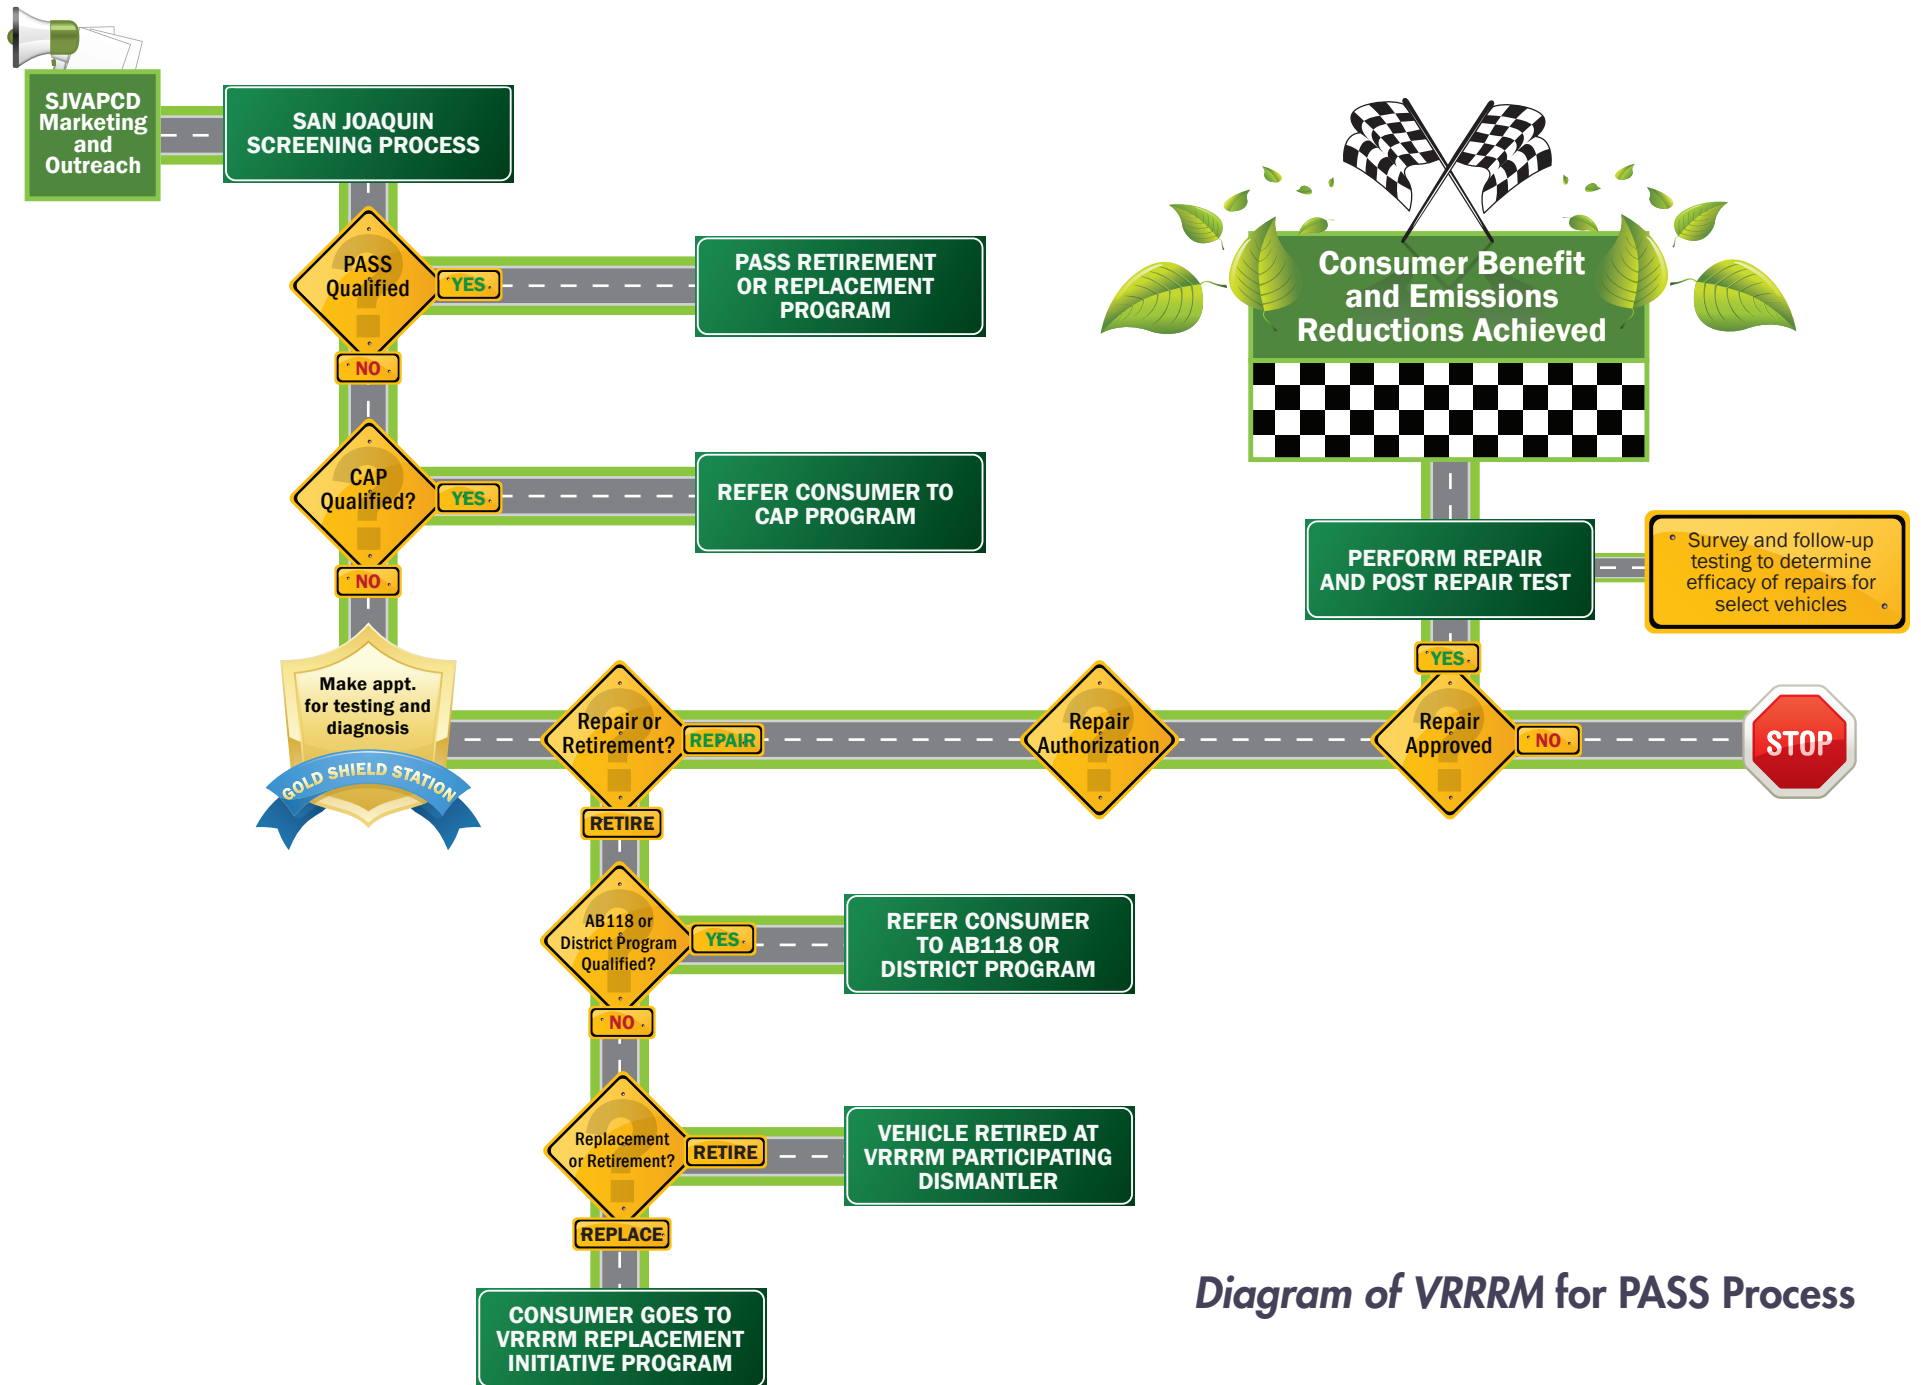 SJVAPCD
Marketing
and
Outreach
SAN JOAQUIN
SCREENING PROCESS
PASS
Qualified
YES
PASS RETIREMENT
OR REPLACEMENT
PROGRAM
NO
CAP
Qualified?
YES
REFER CONSUMER TO
CAP PROGRAM
NO
Make appt.
for testing and
diagnosis
GOLD SHIELD STATION
Repair or
Retirement?
REPAIR
Repair
Authorization
Repair
Approved
NO
STOP
YES
PERFORM REPAIR
AND POST REPAIR TEST
Survey and follow-up
testing to determine
efficacy of repairs for
select vehicles
Consumer Benefit
and Emissions
Reductions Achieved
RETIRE
AB118 or
District Program
Qualified?
YES
REFER CONSUMER
TO AB118 OR
DISTRICT PROGRAM
NO
Replacement
or Retirement?
RETIRE
VEHICLE RETIRED AT
VRRRM PARTICIPATING
DISMANTLER
REPLACE
CONSUMER GOES TO
VRRRM REPLACEMENT
INITIATIVE PROGRAM
Diagram of VRRRM for PASS Process